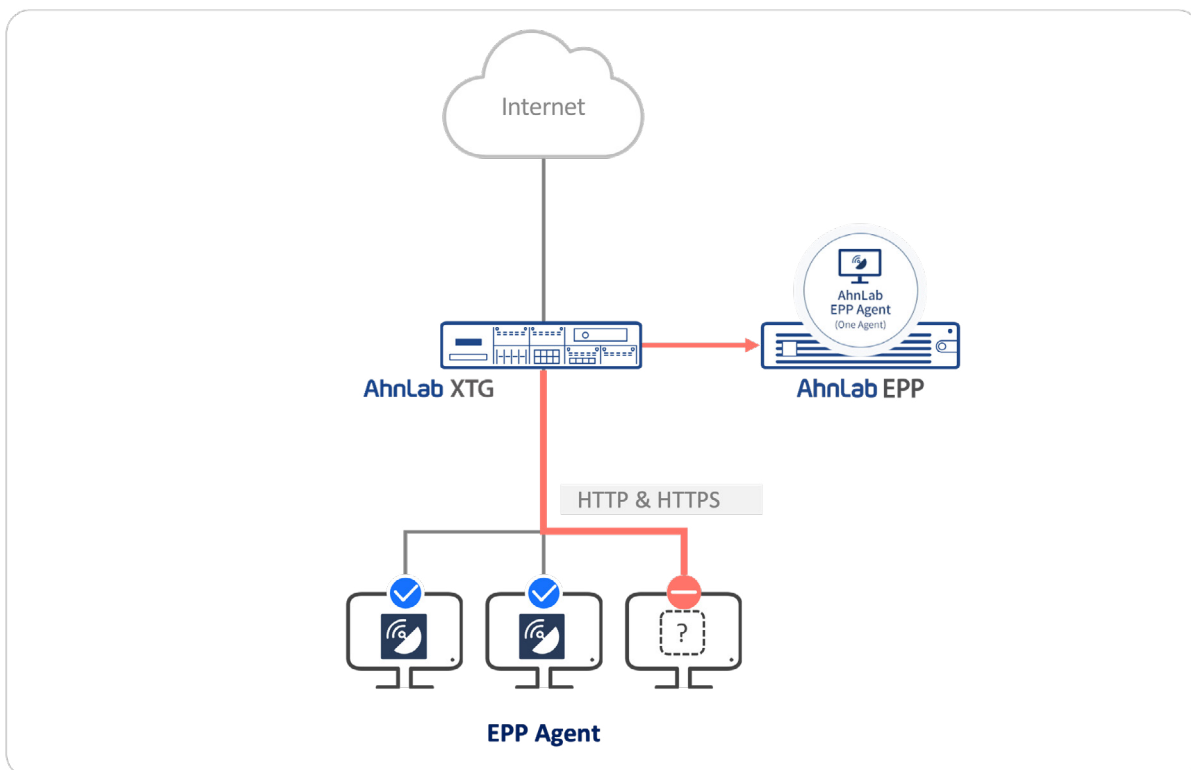 Internet
AhnLab
EPP Agent
(One Agent)
AhnLab XTG
AhnLab EPP
HTTP & HTTPS
?
EPP Agent